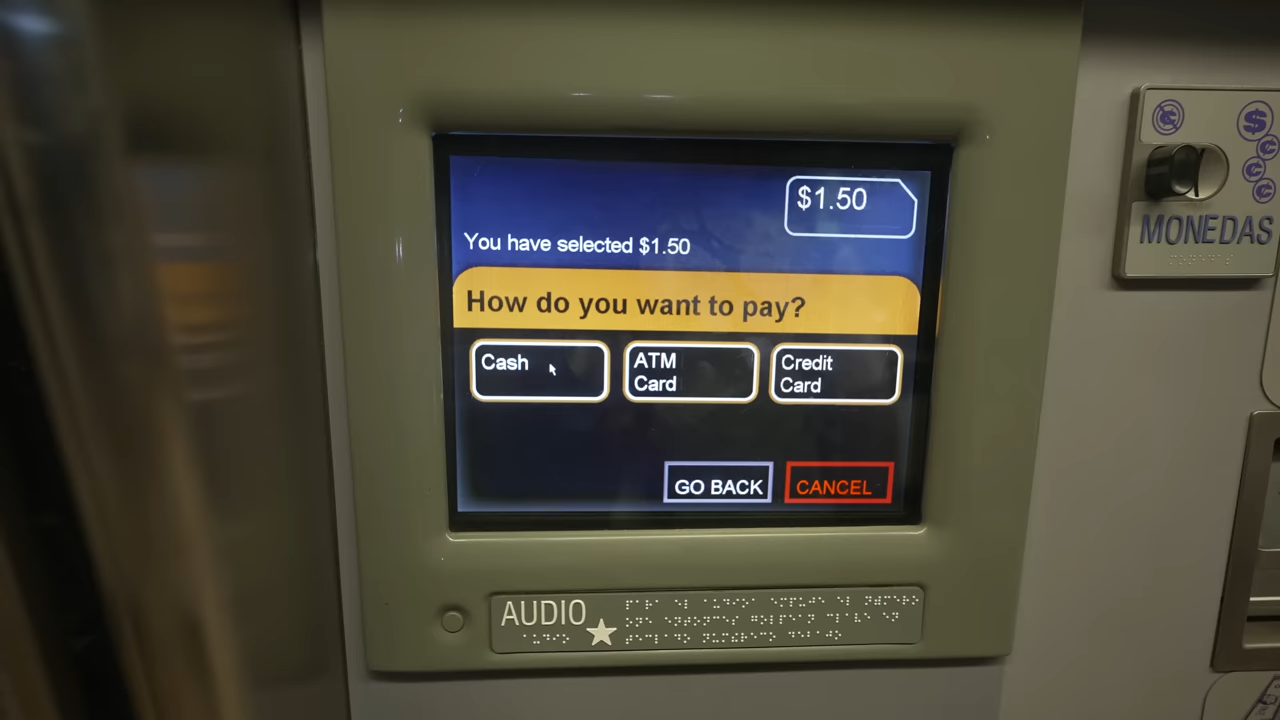 $1.50
You have selected $1.50
How do you want to pay?
Cash
ATM
Card
Credit
Card
GO BACK
CANCEL
MONEDAS
AUDIO